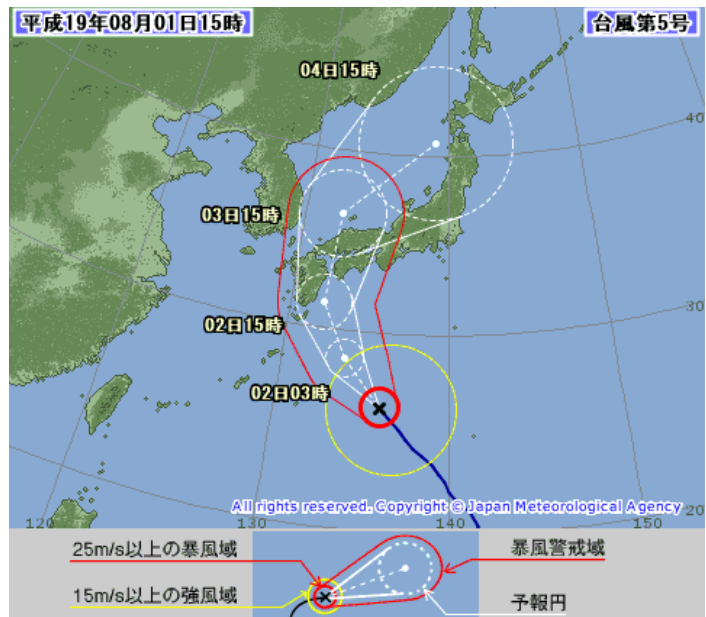 平成19年08月01日15時
台風第5号
04日15時
40
03日15時
30
02日15時
02日03時
All rights reserved. Copyright © Japan Meteorological Agency
120
130
140
150
20
25m/s以上の暴風域
暴風警戒域
15m/s以上の強風域
予報円